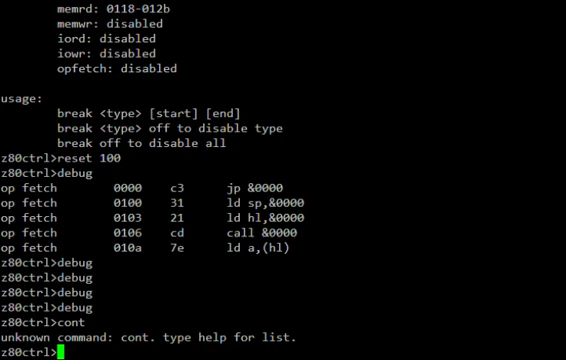 memrd: 0118-012b
memwr: disabled
iord: disabled
iowr: disabled
opfetch: disabled
usage:
break <type> [start] [end]
break <type> off to disable type
break off to disable all
z80ctrl>reset 100
z80ctrl>debug
op fetch 0000 c3 jp &0000
op fetch 0100 31 ld sp,&0000
op fetch 0103 21 ld hl,&0000
op fetch 0106 cd call &0000
op fetch 010a 7e ld a,(hl)
z80ctrl>debug
z80ctrl>debug
z80ctrl>debug
z80ctrl>debug
z80ctrl>cont
unknown command: cont. type help for list.
z80ctrl>